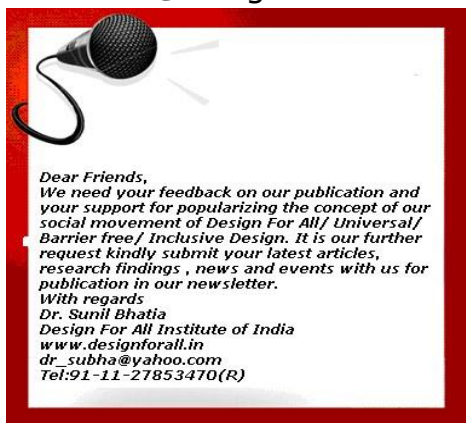 Dear Friends,
We need your feedback on our publication and
your support for popularizing the concept of our
social movement of Design For All/ Universal/
Barrier free/ Inclusive Design. It is our further
request kindly submit your latest articles,
research findings , news and events with us for
publication in our newsletter.
With regards
Dr. Sunil Bhatia
Design For All Institute of India
www.designforall.in
dr_subha@yahoo.com
Tel:91-11-27853470(R)